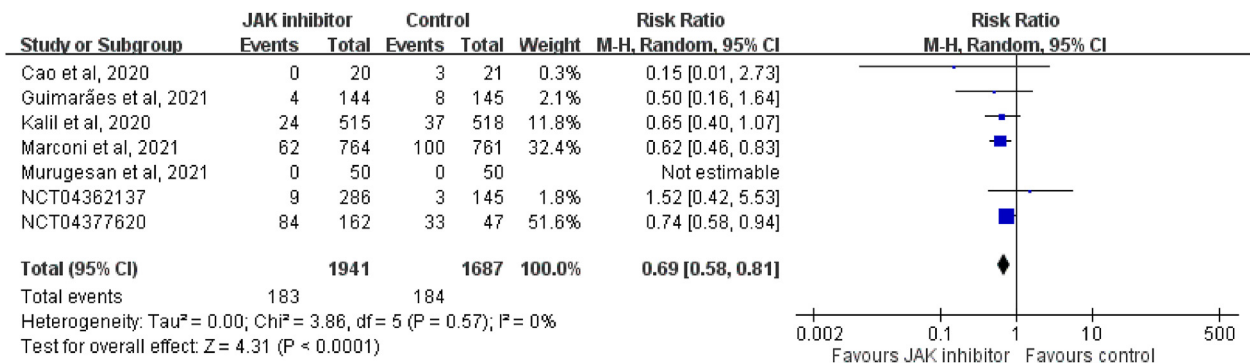 JAK inhibitor Control Risk Ratio Risk Ratio
Study or Subgroup Events Total Events Total Weight M-H, Random, 95% CI M-H, Random, 95% CI
Cao et al, 2020 0 20 3 21 0.3% 0.15 [0.01, 2.73]
Guimarães et al, 2021 4 144 8 145 2.1% 0.50 [0.16, 1.64]
Kalil et al, 2020 24 515 37 518 11.8% 0.65 [0.40, 1.07]
Marconi et al, 2021 62 764 100 761 32.4% 0.62 [0.46, 0.83]
Murugesan et al, 2021 0 50 0 50 Not estimable
NCT04362137 9 286 3 145 1.8% 1.52 [0.42, 5.53]
NCT04377620 84 162 33 47 51.6% 0.74 [0.58, 0.94]
Total (95% CI) 1941 1687 100.0% 0.69 [0.58, 0.81]
Total events 183 184
Heterogeneity: Tau² = 0.00; Chi² = 3.86, df = 5 (P = 0.57); I² = 0%
Test for overall effect: Z = 4.31 (P < 0.0001)
0.002 0.1 1 10 500
Favours JAK inhibitor Favours control